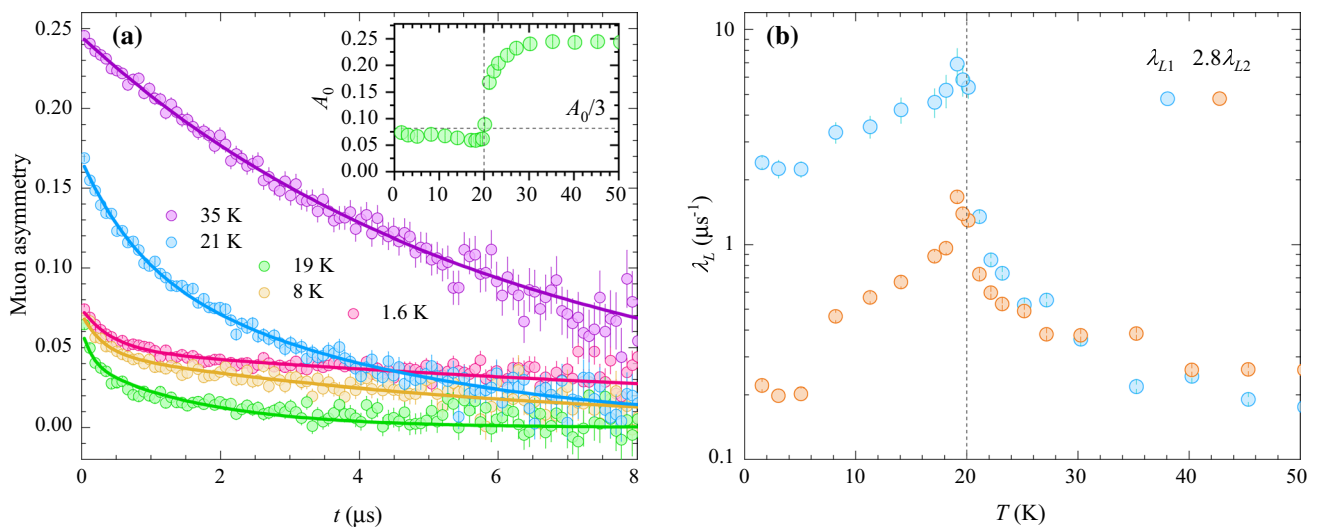 (a)
Muon asymmetry
0.25
0.20
0.15
0.10
0.05
0.00
0
2
4
6
8
t (μs)
35 K
21 K
19 K
8 K
1.6 K
A₀
0.25
0.20
0.15
0.10
0.05
0.00
A₀/3
0
10
20
30
40
50
(b)
λ_L (μs⁻¹)
10
1
0.1
λ_L1 2.8λ_L2
0
10
20
30
40
50
T (K)